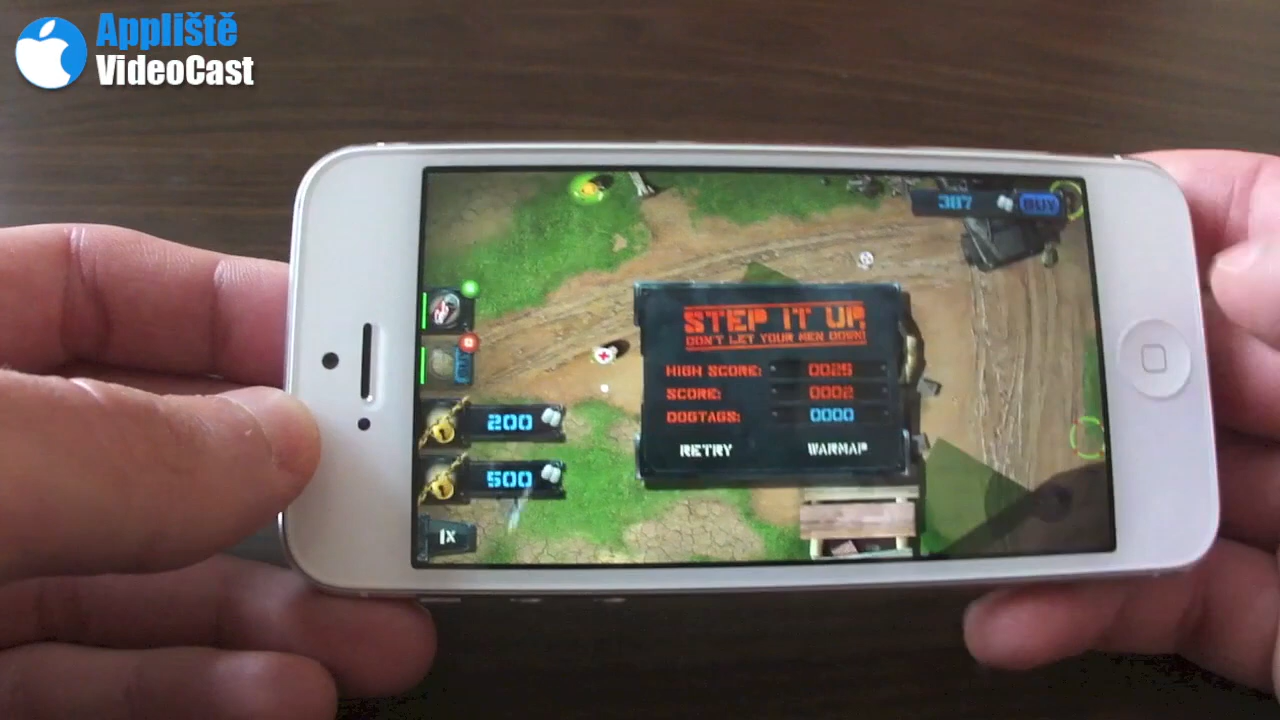 Appliště
VideoCast
387
BUY
STEP IT UP,
DON'T LET YOUR MEN DOWN!
HIGH SCORE: 0025
SCORE: 0002
DOGTAGS: 0000
RETRY WARMAP
200
500
1X